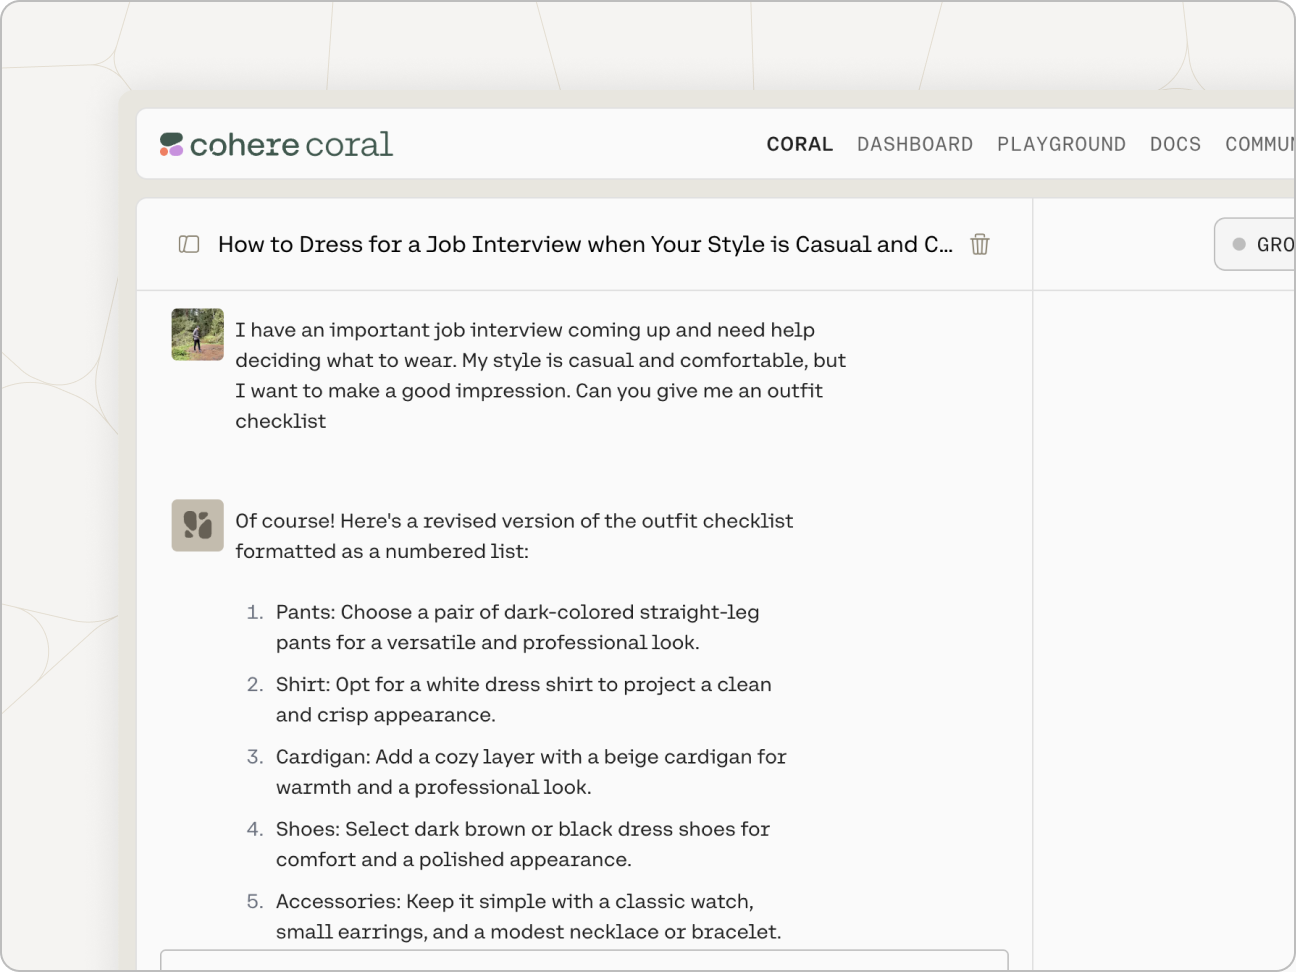 cohere coral
CORAL DASHBOARD PLAYGROUND DOCS
How to Dress for a Job Interview when Your Style is Casual and C...
I have an important job interview coming up and need help
deciding what to wear. My style is casual and comfortable, but
I want to make a good impression. Can you give me an outfit
checklist
Of course! Here's a revised version of the outfit checklist
formatted as a numbered list:
1. Pants: Choose a pair of dark-colored straight-leg
pants for a versatile and professional look.
2. Shirt: Opt for a white dress shirt to project a clean
and crisp appearance.
3. Cardigan: Add a cozy layer with a beige cardigan for
warmth and a professional look.
4. Shoes: Select dark brown or black dress shoes for
comfort and a polished appearance.
5. Accessories: Keep it simple with a classic watch,
small earrings, and a modest necklace or bracelet.